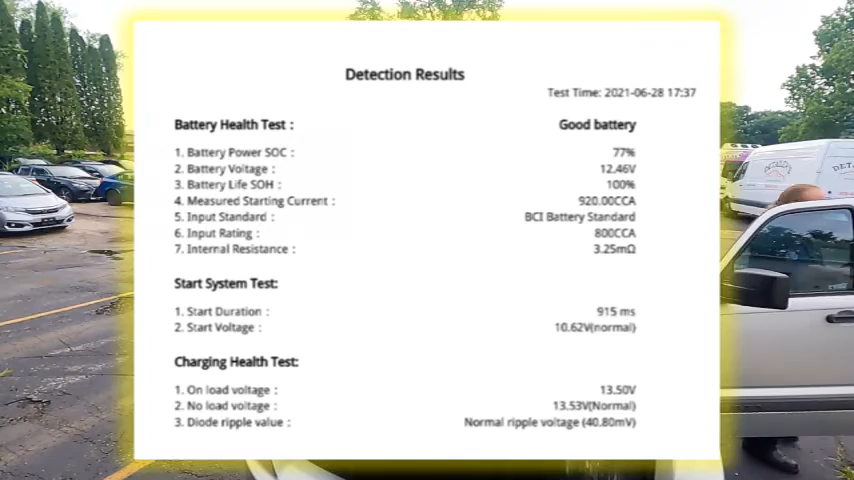 Detection Results
Test Time: 2021-06-28 17:37
Battery Health Test : Good battery
1. Battery Power SOC : 77%
2. Battery Voltage : 12.46V
3. Battery Life SOH : 100%
4. Measured Starting Current : 920.00CCA
5. Input Standard : BCI Battery Standard
6. Input Rating : 800CCA
7. Internal Resistance : 3.25mΩ
Start System Test:
1. Start Duration : 915 ms
2. Start Voltage : 10.62V(normal)
Charging Health Test:
1. On load voltage : 13.50V
2. No load voltage : 13.53V(Normal)
3. Diode ripple value : Normal ripple voltage (40.80mV)